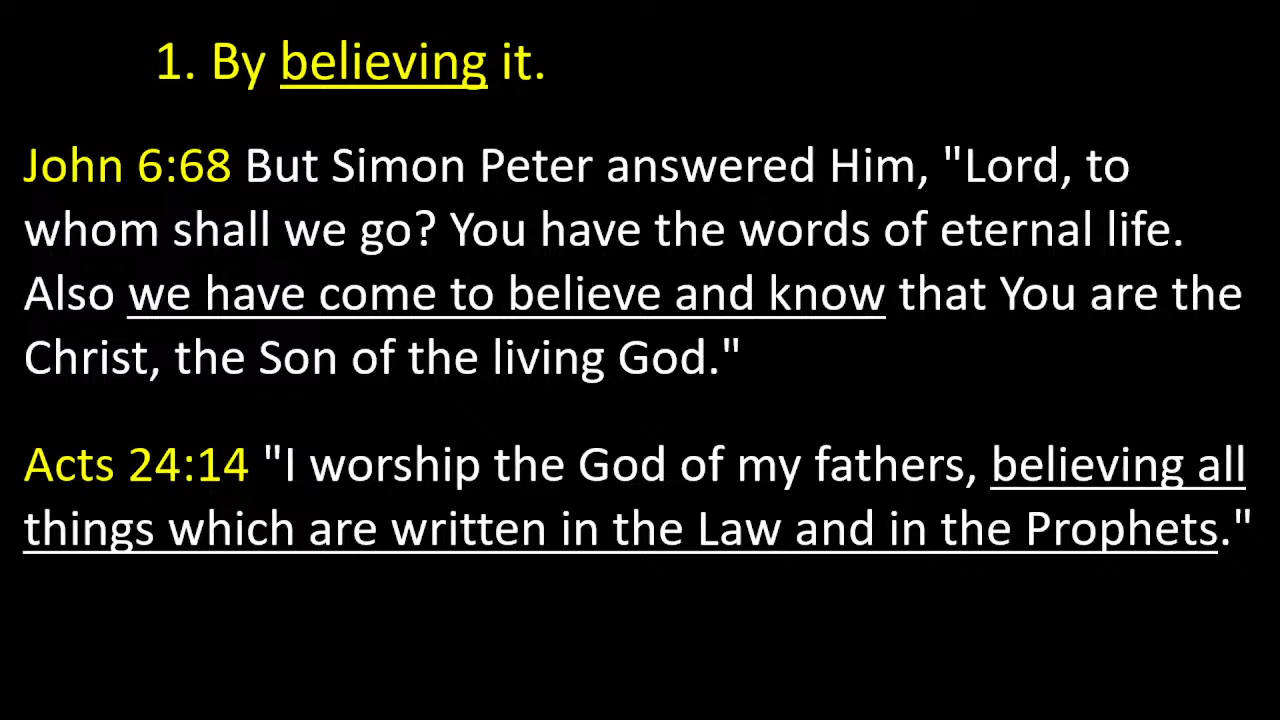 1. By believing it.
John 6:68 But Simon Peter answered Him, "Lord, to
whom shall we go? You have the words of eternal life.
Also we have come to believe and know that You are the
Christ, the Son of the living God."
Acts 24:14 "I worship the God of my fathers, believing all
things which are written in the Law and in the Prophets."